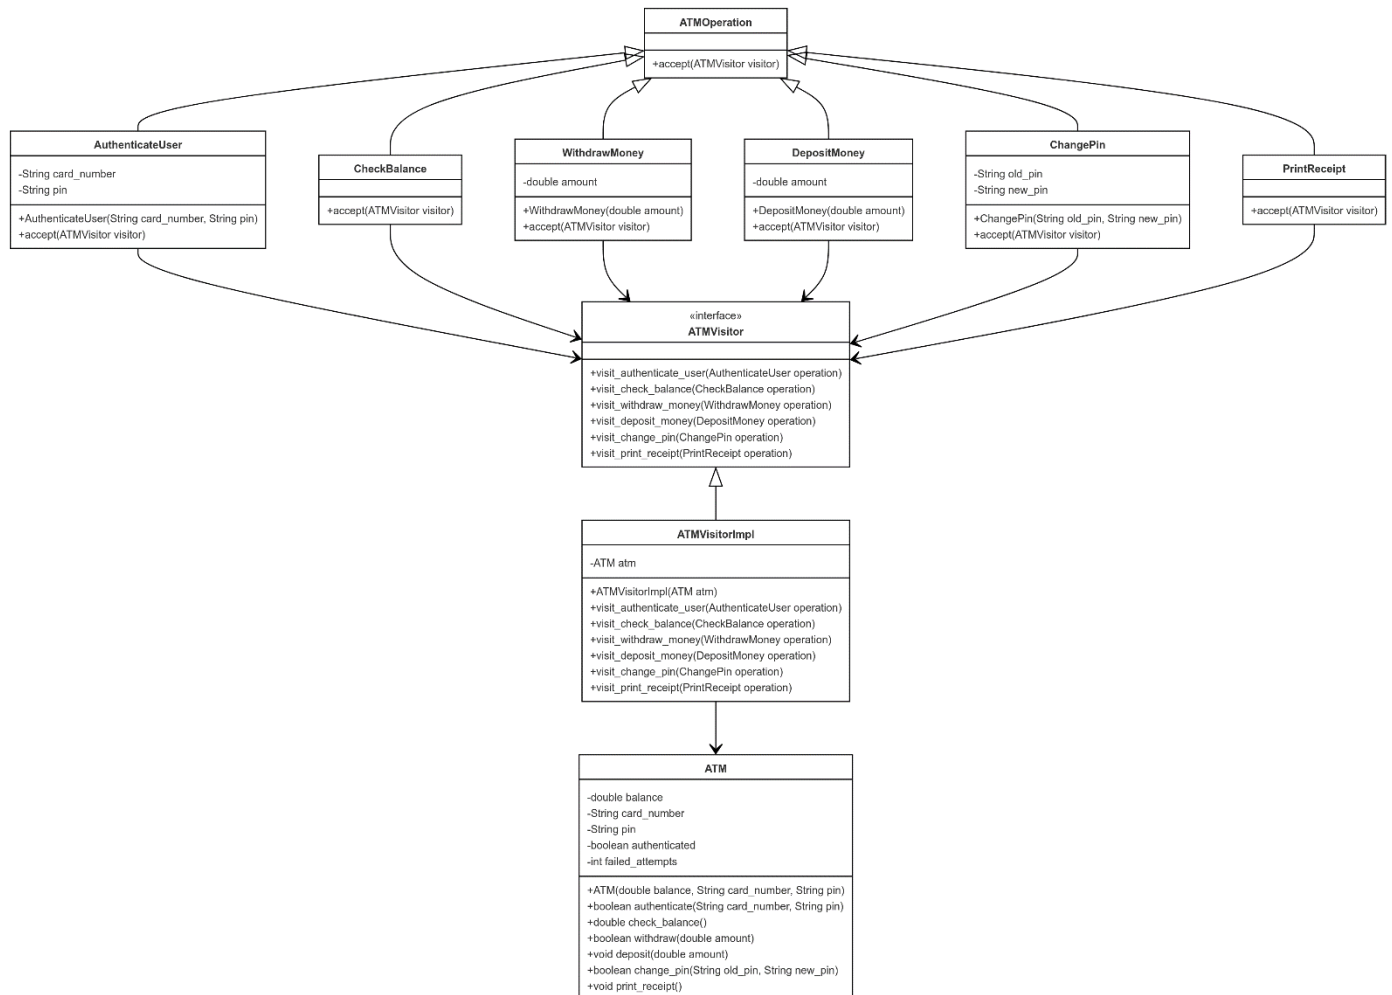 ATMOperation
+accept(ATMVisitor visitor)
AuthenticateUser
-String card_number
-String pin
+AuthenticateUser(String card_number, String pin)
+accept(ATMVisitor visitor)
CheckBalance
+accept(ATMVisitor visitor)
WithdrawMoney
-double amount
+WithdrawMoney(double amount)
+accept(ATMVisitor visitor)
DepositMoney
-double amount
+DepositMoney(double amount)
+accept(ATMVisitor visitor)
ChangePin
-String old_pin
-String new_pin
+ChangePin(String old_pin, String new_pin)
+accept(ATMVisitor visitor)
PrintReceipt
+accept(ATMVisitor visitor)
«interface»
ATMVisitor
+visit_authenticate_user(AuthenticateUser operation)
+visit_check_balance(CheckBalance operation)
+visit_withdraw_money(WithdrawMoney operation)
+visit_deposit_money(DepositMoney operation)
+visit_change_pin(ChangePin operation)
+visit_print_receipt(PrintReceipt operation)
ATMVisitorImpl
-ATM atm
+ATMVisitorImpl(ATM atm)
+visit_authenticate_user(AuthenticateUser operation)
+visit_check_balance(CheckBalance operation)
+visit_withdraw_money(WithdrawMoney operation)
+visit_deposit_money(DepositMoney operation)
+visit_change_pin(ChangePin operation)
+visit_print_receipt(PrintReceipt operation)
ATM
-double balance
-String card_number
-String pin
-boolean authenticated
-int failed_attempts
+ATM(double balance, String card_number, String pin)
+boolean authenticate(String card_number, String pin)
+double check_balance()
+boolean withdraw(double amount)
+void deposit(double amount)
+boolean change_pin(String old_pin, String new_pin)
+void print_receipt()